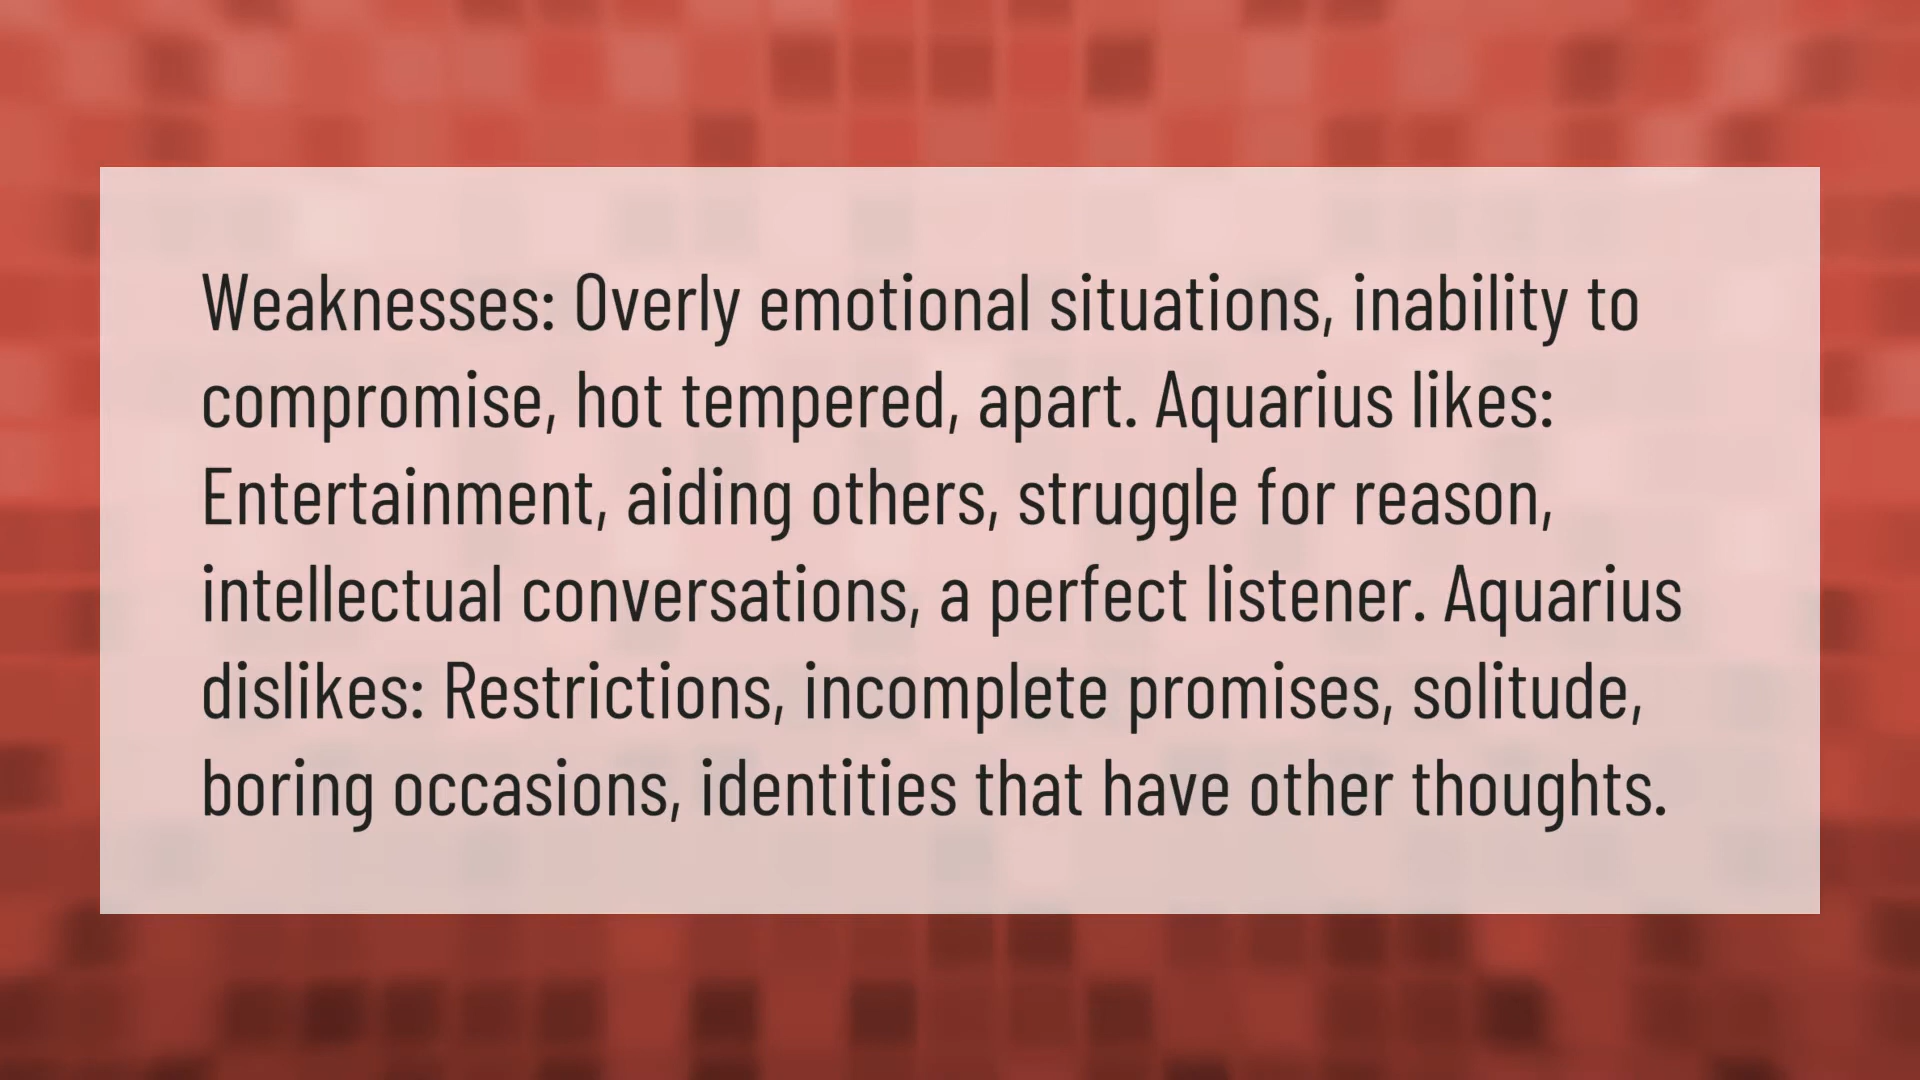 Weaknesses: Overly emotional situations, inability to
compromise, hot tempered, apart. Aquarius likes:
Entertainment, aiding others, struggle for reason,
intellectual conversations, a perfect listener. Aquarius
dislikes: Restrictions, incomplete promises, solitude,
boring occasions, identities that have other thoughts.